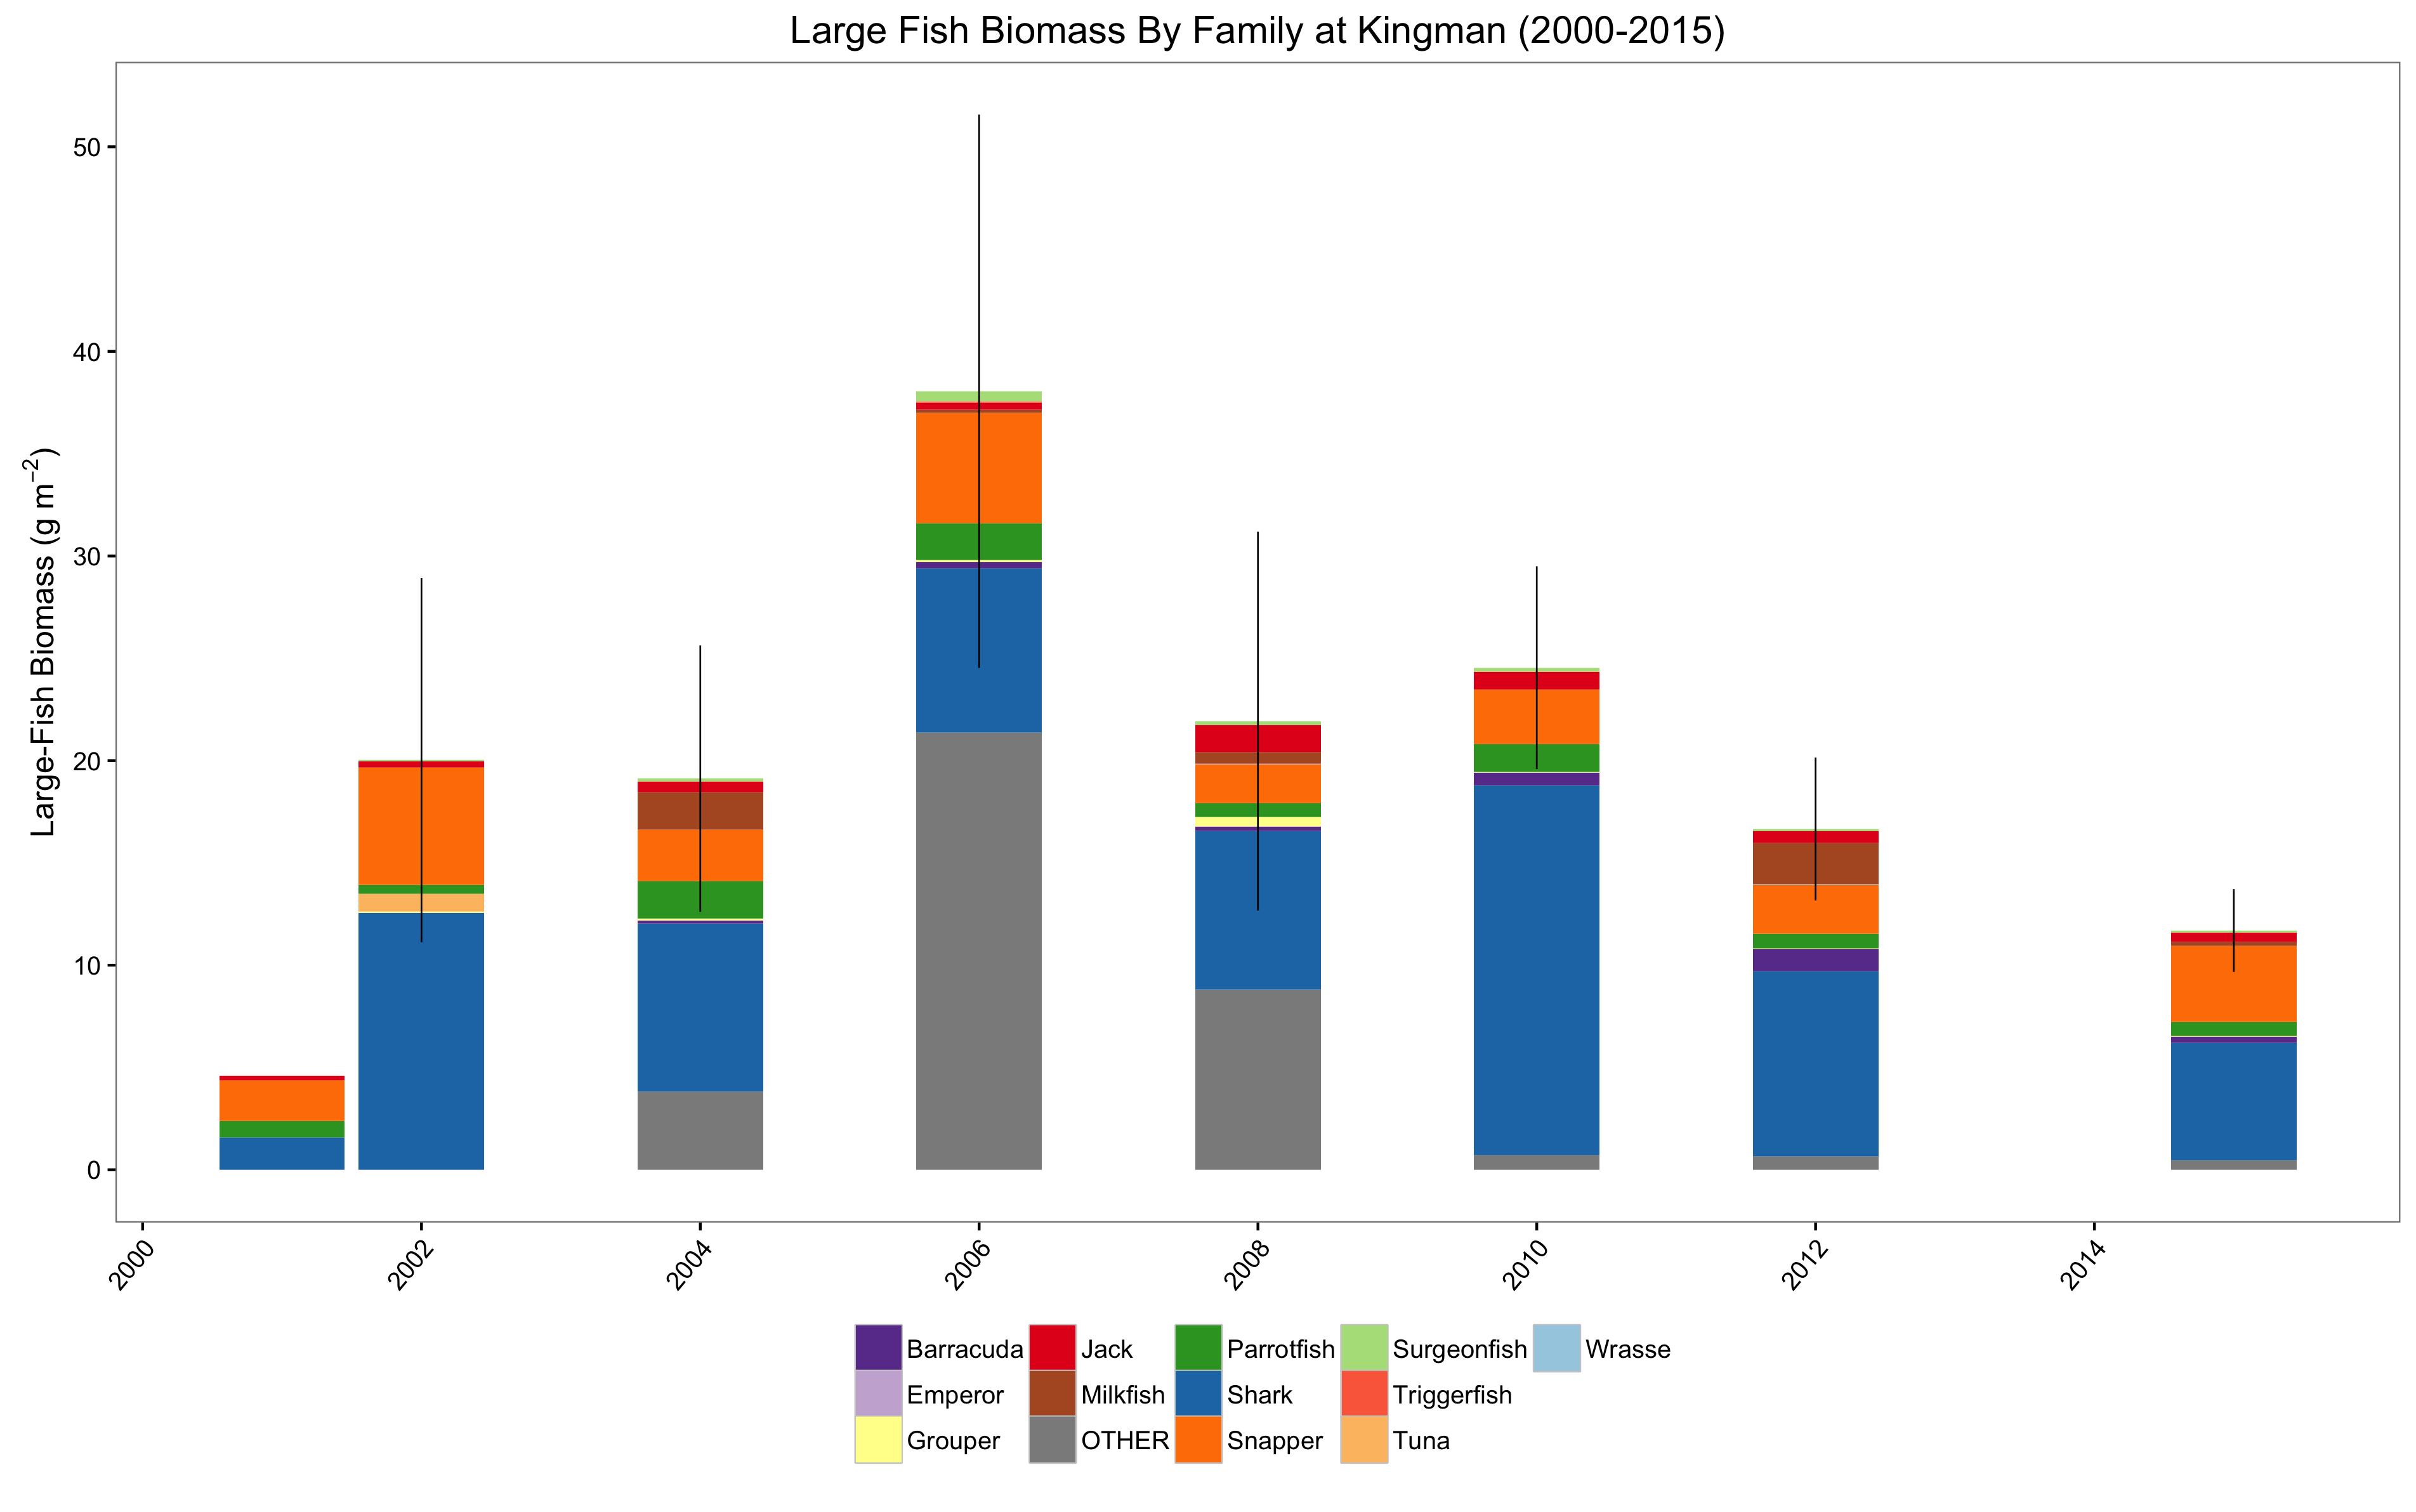 Large Fish Biomass By Family at Kingman (2000-2015)
Large-Fish Biomass (g m⁻²)
50
40
30
20
10
0
2000 2002 2004 2006 2008 2010 2012 2014
Barracuda Jack Parrotfish Surgeonfish Wrasse
Emperor Milkfish Shark Triggerfish
Grouper OTHER Snapper Tuna